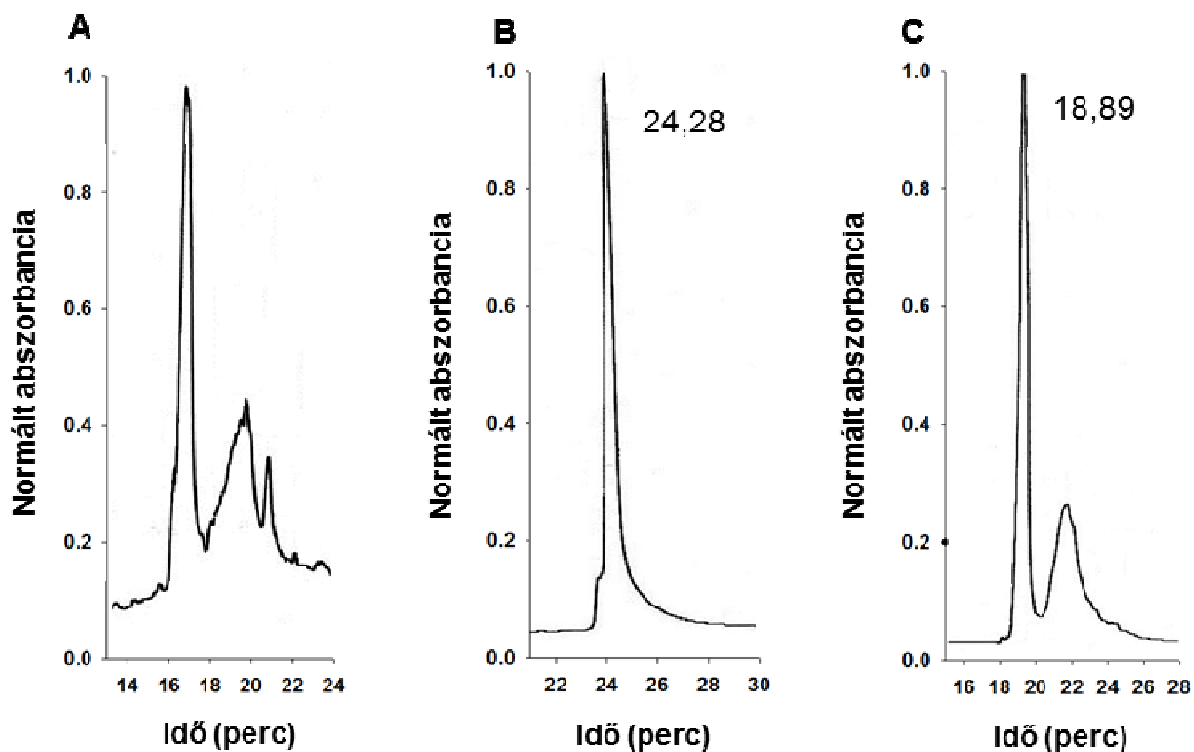 A
Normált abszorbancia
1.0
0.8
0.6
0.4
0.2
0.0
14 16 18 20 22 24
Idő (perc)
B
24,28
Normált abszorbancia
1.0
0.8
0.6
0.4
0.2
0.0
22 24 26 28 30
Idő (perc)
C
18,89
Normált abszorbancia
1.0
0.8
0.6
0.4
0.2
0.0
16 18 20 22 24 26 28
Idő (perc)